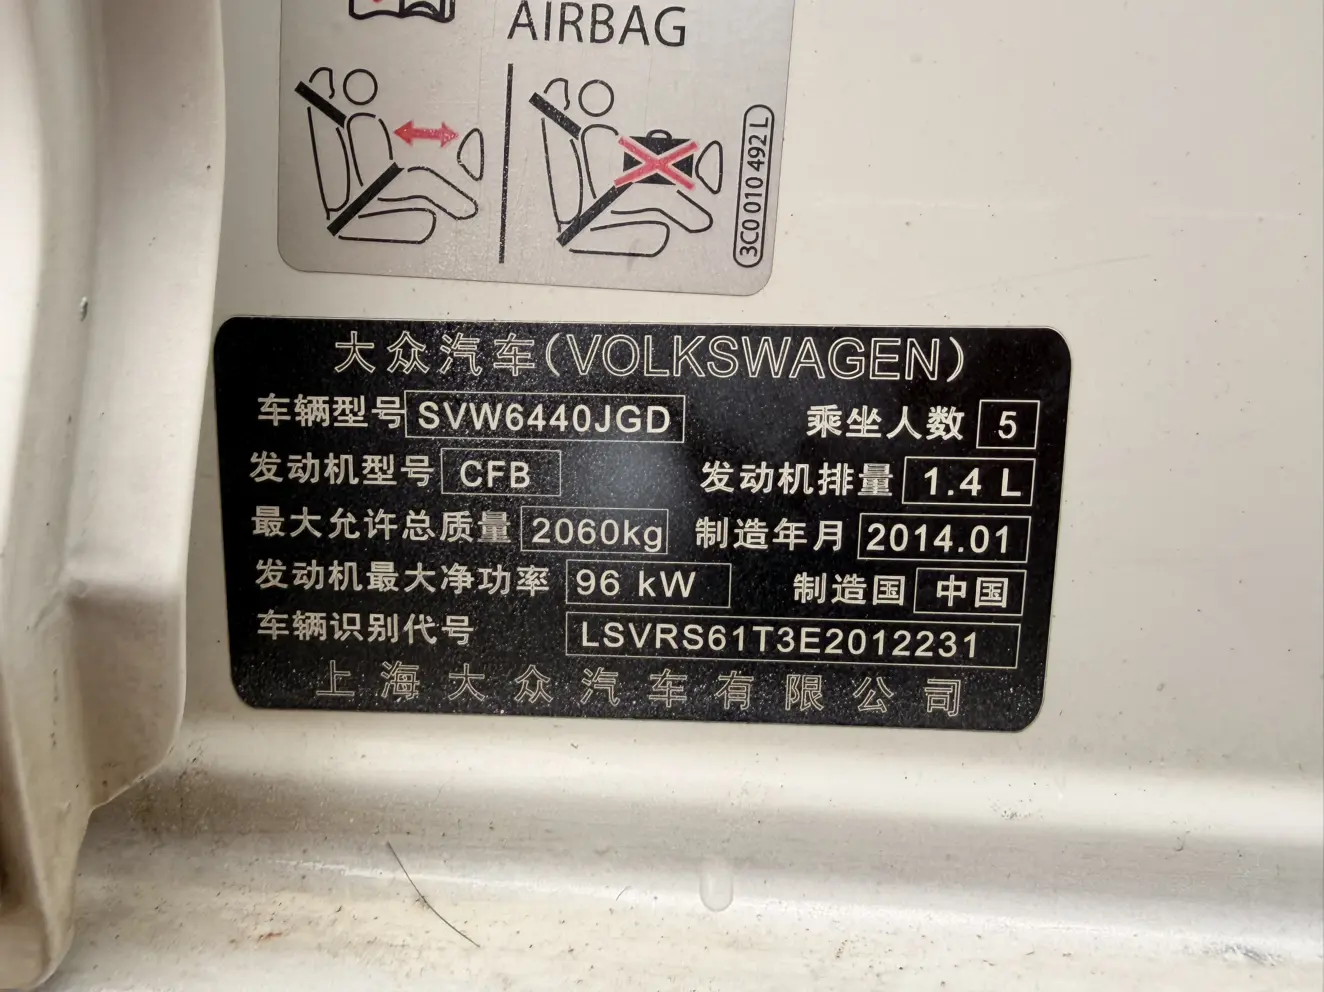 AIRBAG
3C0 010 492 L
大众汽车(VOLKSWAGEN)
车辆型号 SVW6440JGD 乘坐人数 5
发动机型号 CFB 发动机排量 1.4 L
最大允许总质量 2060kg 制造年月 2014.01
发动机最大净功率 96 kW 制造国 中国
车辆识别代号 LSVRS61T3E2012231
上海大众汽车有限公司